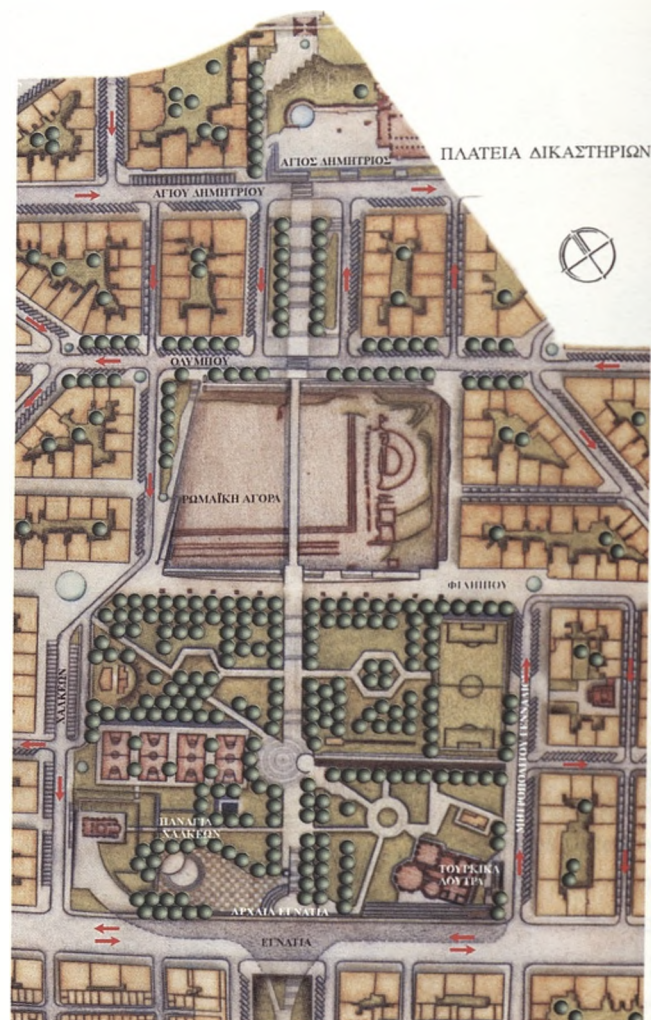 ΠΛΑΤΕΙΑ ΔΙΚΑΣΤΗΡΙΩΝ
ΑΓΙΟΣ ΔΗΜΗΤΡΙΟΣ
ΑΓΙΟΥ ΔΗΜΗΤΡΙΟΥ
ΟΛΥΜΠΟΥ
ΡΩΜΑΪΚΗ ΑΓΟΡΑ
ΦΙΛΙΠΠΟΥ
ΧΑΛΚΕΩΝ
ΜΗΤΡΟΠΟΛΙΤΟΥ ΓΕΝΝΑΔΙΟΥ
ΠΑΝΑΓΙΑ
ΧΑΛΚΕΩΝ
ΤΟΥΡΚΙΚΑ
ΛΟΥΤΡΑ
ΑΡΧΑΙΑ ΕΓΝΑΤΙΑ
ΕΓΝΑΤΙΑ